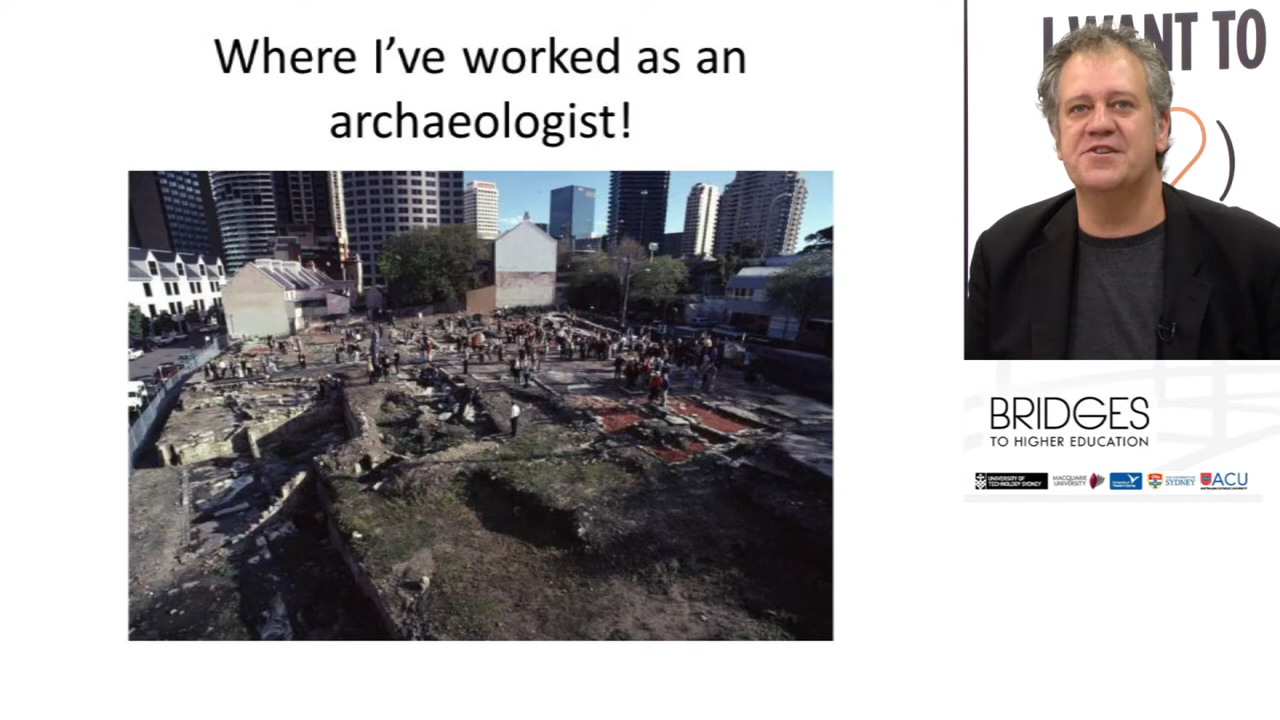 Where I've worked as an
archaeologist!
I WANT TO
BRIDGES
TO HIGHER EDUCATION
UNIVERSITY OF
TECHNOLOGY SYDNEY
MACQUARIE
UNIVERSITY
SYDNEY
ACU